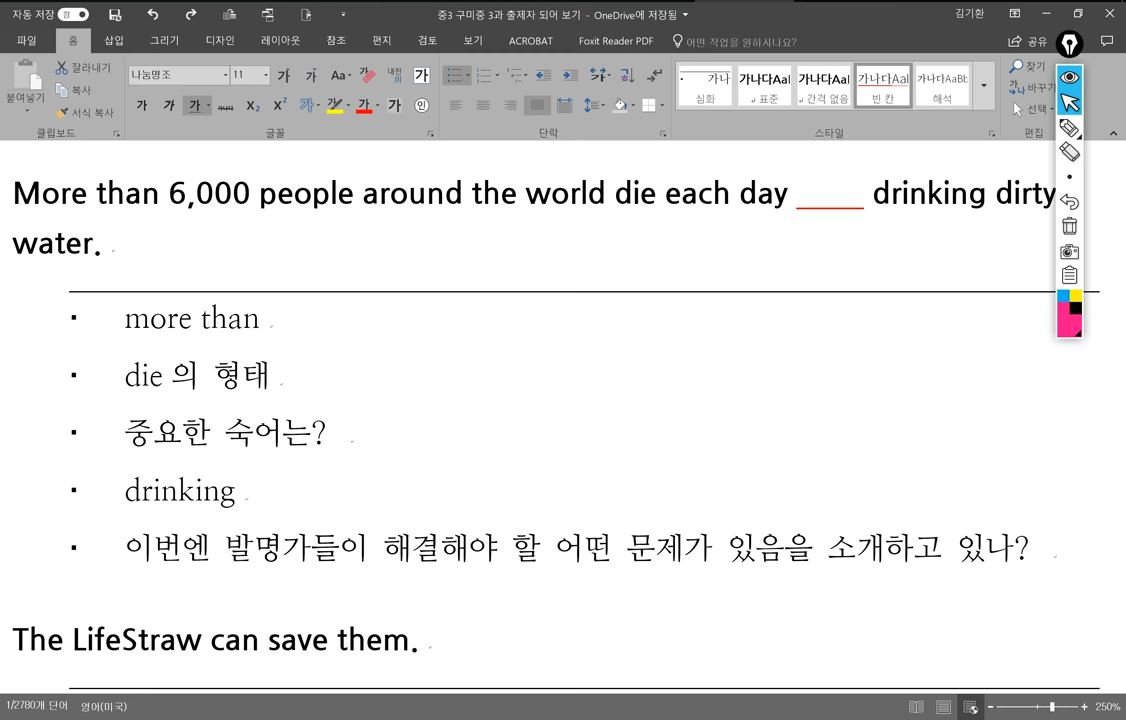 자동 저장 켬 중3 구미중 3과 출제자 되어 보기 - OneDrive에 저장됨 김기환
파일 홈 삽입 그리기 디자인 레이아웃 참조 편지 검토 보기 ACROBAT Foxit Reader PDF 어떤 작업을 원하시나요? 공유
잘라내기
복사
서식 복사
붙여넣기
나눔명조 11
가나 가나다AaI 가나다AaI 가나다AaI 가나다AaBt
심화 표준 간격 없음 빈 칸 해석
찾기
바꾸기
선택
클립보드 글꼴 단락 스타일 편집
More than 6,000 people around the world die each day _____ drinking dirty
water.
· more than
· die 의 형태
· 중요한 숙어는?
· drinking
· 이번엔 발명가들이 해결해야 할 어떤 문제가 있음을 소개하고 있나?
The LifeStraw can save them.
1/2780개 단어 영어(미국) 250%